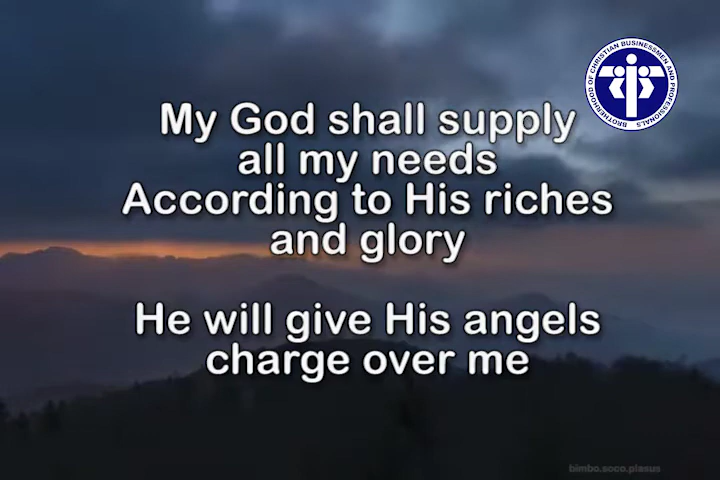 BROTHERHOOD OF CHRISTIAN BUSINESSMEN AND PROFESSIONALS
My God shall supply
all my needs
According to His riches
and glory
He will give His angels
charge over me
bimbo.soco.plasus